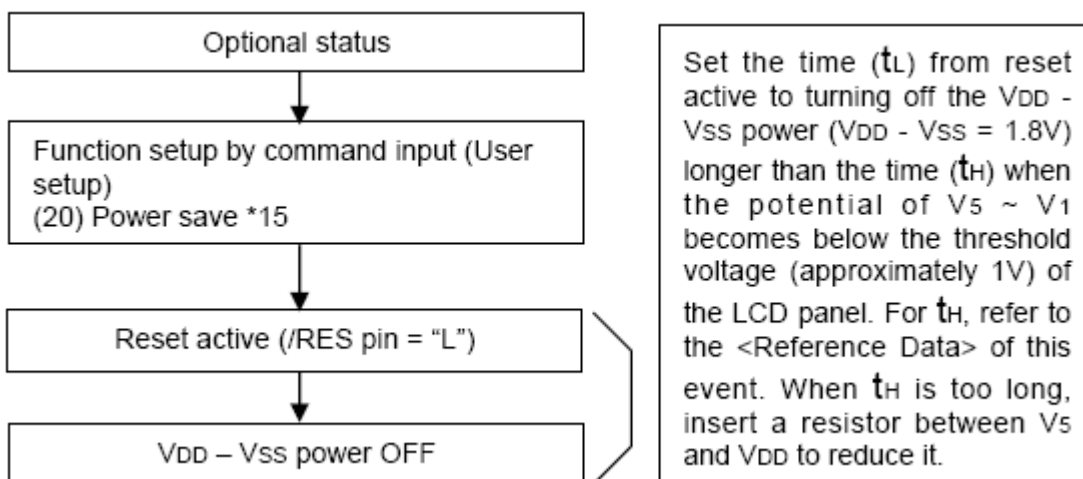 Optional status
Function setup by command input (User
setup)
(20) Power save *15
Reset active (/RES pin = “L”)
VDD – VSS power OFF
Set the time (tL) from reset
active to turning off the VDD -
VSS power (VDD - VSS = 1.8V)
longer than the time (tH) when
the potential of V5 ~ V1
becomes below the threshold
voltage (approximately 1V) of
the LCD panel. For tH, refer to
the <Reference Data> of this
event. When tH is too long,
insert a resistor between V5
and VDD to reduce it.